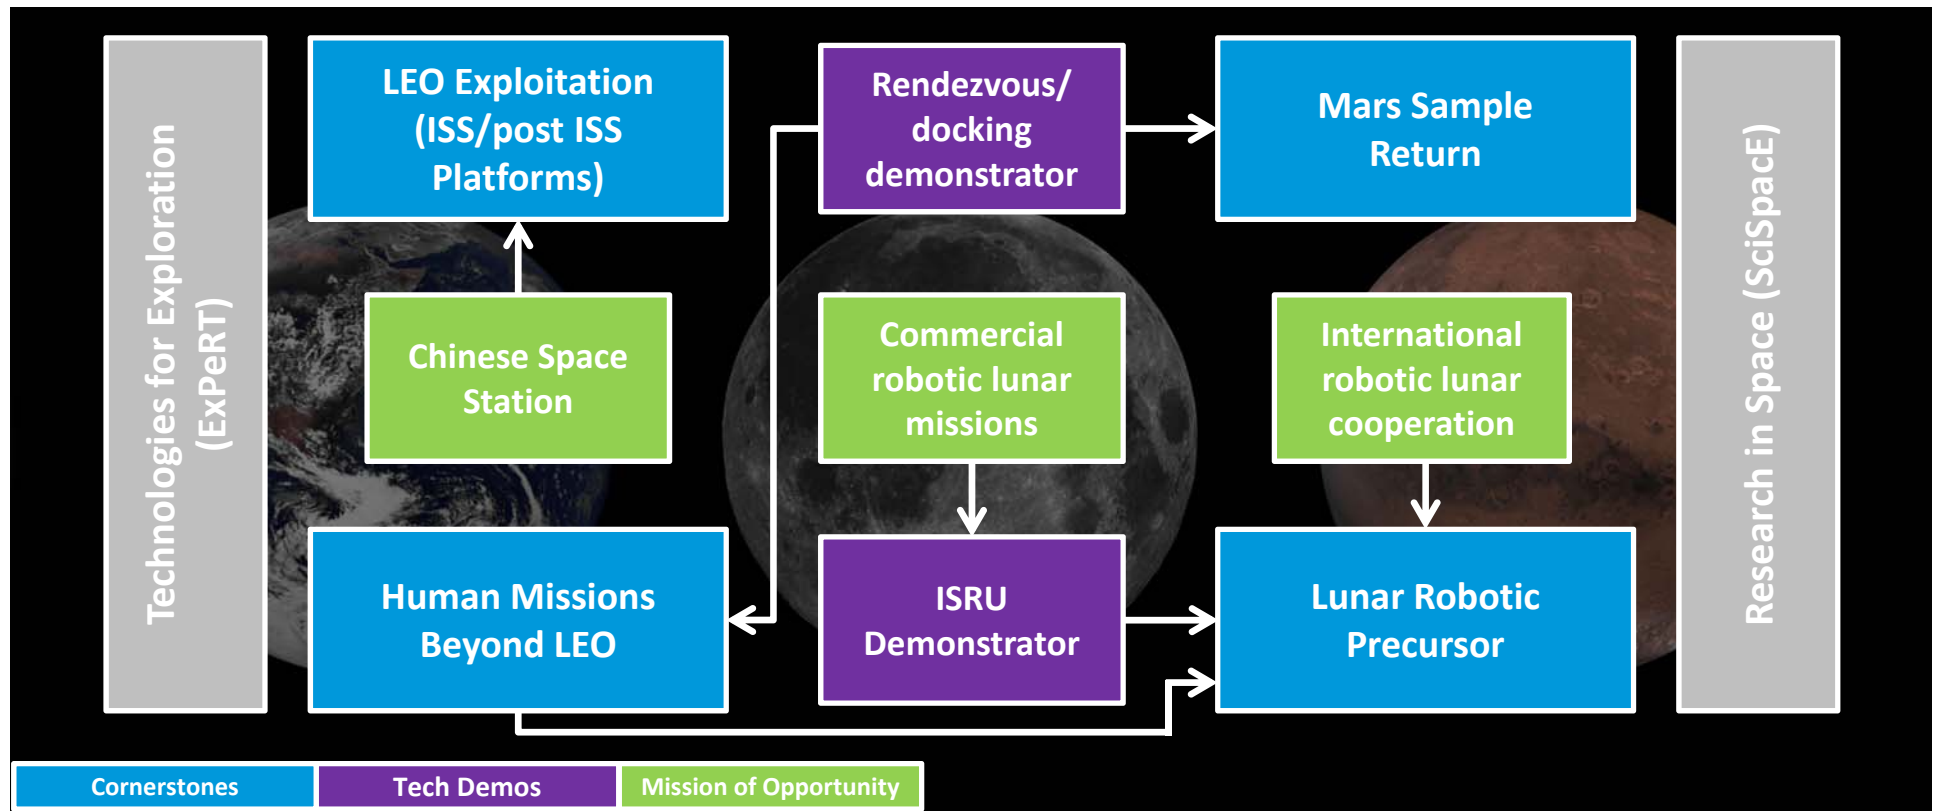 Technologies for Exploration
(ExPeRT)
LEO Exploitation
(ISS/post ISS
Platforms)
Rendezvous/
docking
demonstrator
Mars Sample
Return
Chinese Space
Station
Commercial
robotic lunar
missions
International
robotic lunar
cooperation
Human Missions
Beyond LEO
ISRU
Demonstrator
Lunar Robotic
Precursor
Research in Space (SciSpacE)
Cornerstones
Tech Demos
Mission of Opportunity